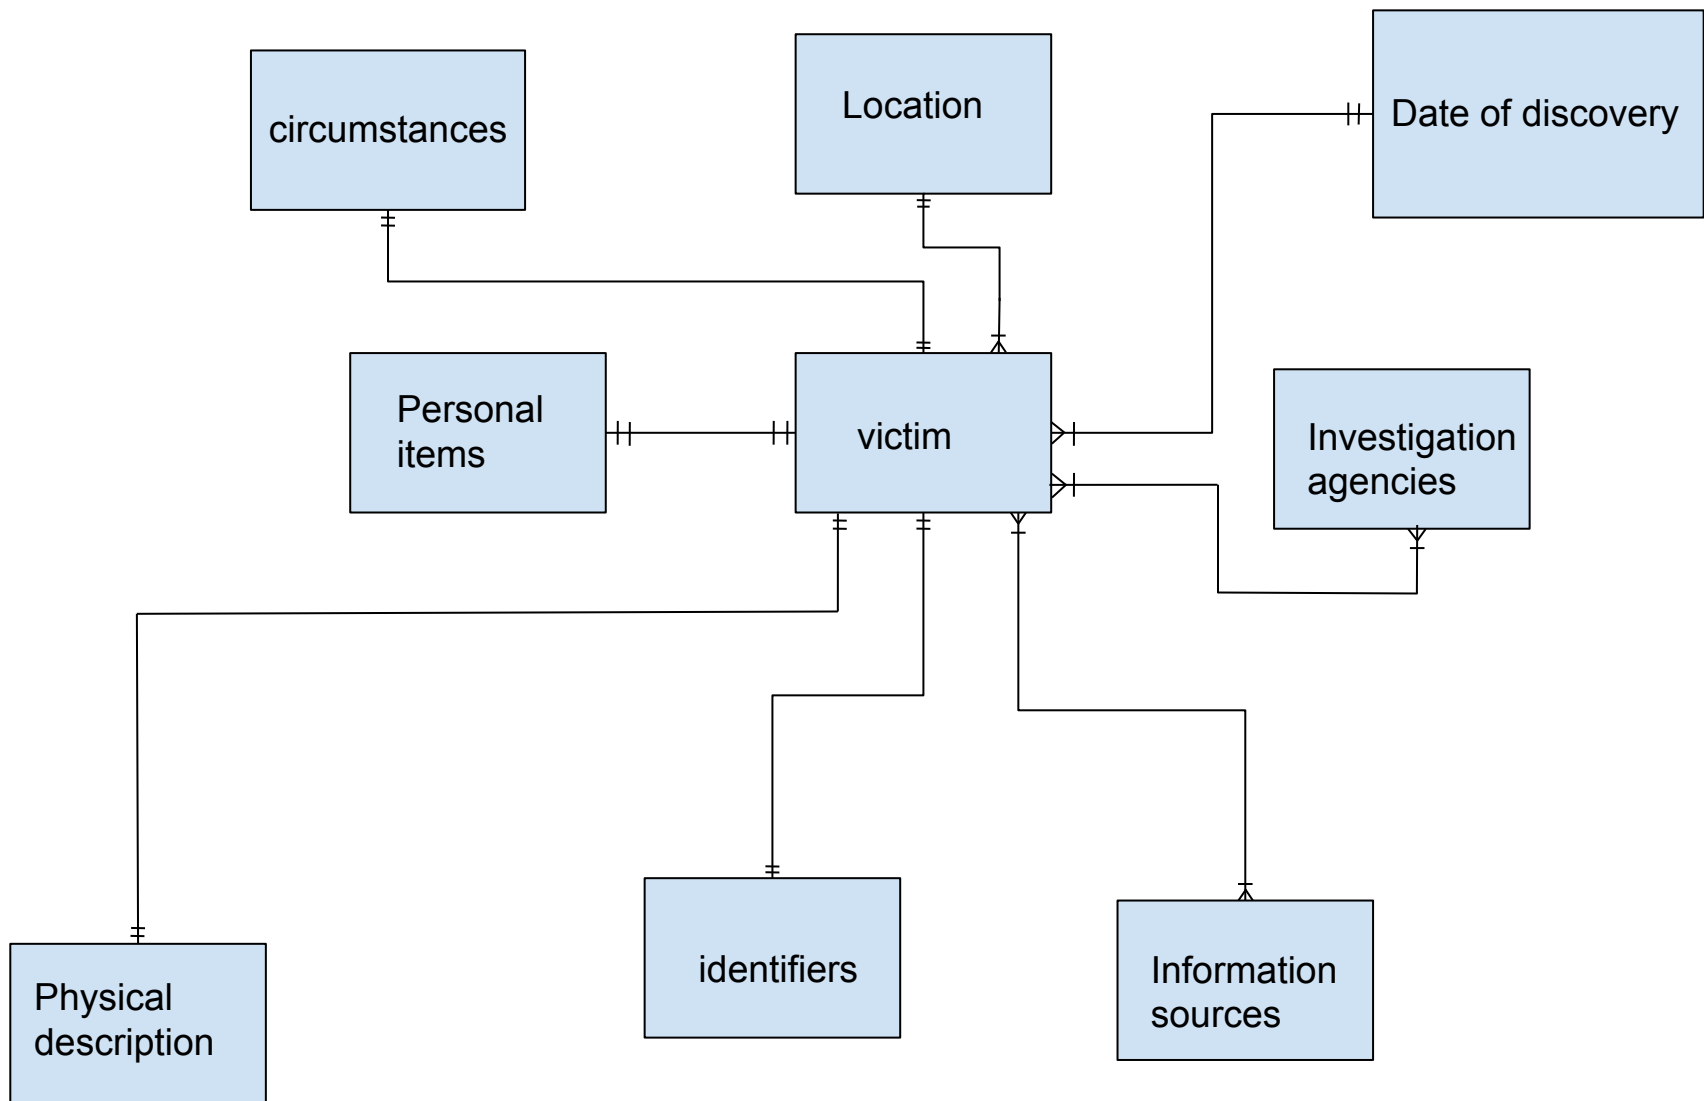 circumstances
Location
Date of discovery
Personal
items
victim
Investigation
agencies
Physical
description
identifiers
Information
sources